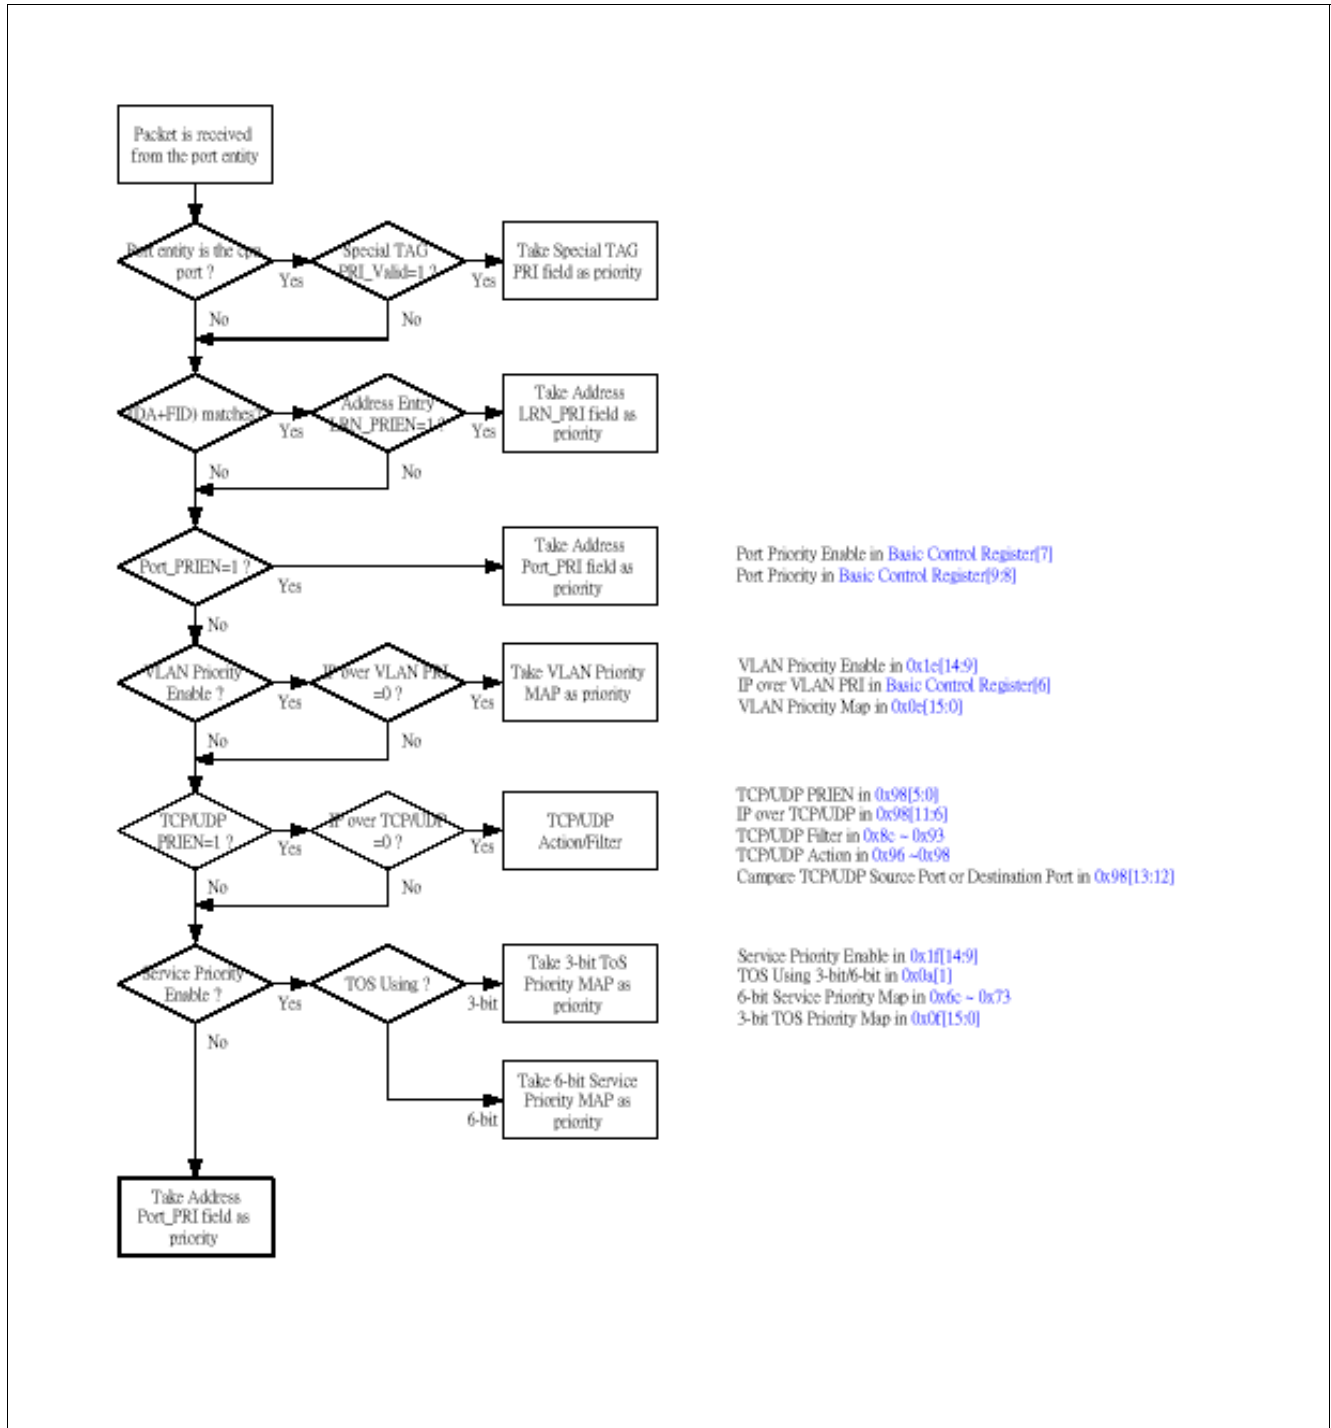 Packet is received
from the port entity
Port entity is the cpu
port ?
Yes
No
Special TAG
PRI_Valid=1 ?
Yes
No
Take Special TAG
PRI field as priority
(DA+FID) matches?
Yes
No
Address Entry
LRN_PRIEN=1 ?
Yes
No
Take Address
LRN_PRI field as
priority
Port_PRIEN=1 ?
Yes
No
Take Address
Port_PRI field as
priority
Port Priority Enable in Basic Control Register[7]
Port Priority in Basic Control Register[9:8]
VLAN Priority
Enable ?
Yes
No
IP over VLAN PRI
=0 ?
Yes
No
Take VLAN Priority
MAP as priority
VLAN Priority Enable in 0x1e[14:9]
IP over VLAN PRI in Basic Control Register[6]
VLAN Priority Map in 0x0e[15:0]
TCP/UDP
PRIEN=1 ?
Yes
No
IP over TCP/UDP
=0 ?
Yes
No
TCP/UDP
Action/Filter
TCP/UDP PRIEN in 0x98[5:0]
IP over TCP/UDP in 0x98[11:6]
TCP/UDP Filter in 0x8c ~ 0x93
TCP/UDP Action in 0x96 ~0x98
Campare TCP/UDP Source Port or Destination Port in 0x98[13:12]
Service Priority
Enable ?
Yes
No
TOS Using ?
3-bit
6-bit
Take 3-bit ToS
Priority MAP as
priority
Take 6-bit Service
Priority MAP as
priority
Service Priority Enable in 0x1f[14:9]
TOS Using 3-bit/6-bit in 0x0a[1]
6-bit Service Priority Map in 0x6c ~ 0x73
3-bit TOS Priority Map in 0x0f[15:0]
Take Address
Port_PRI field as
priority